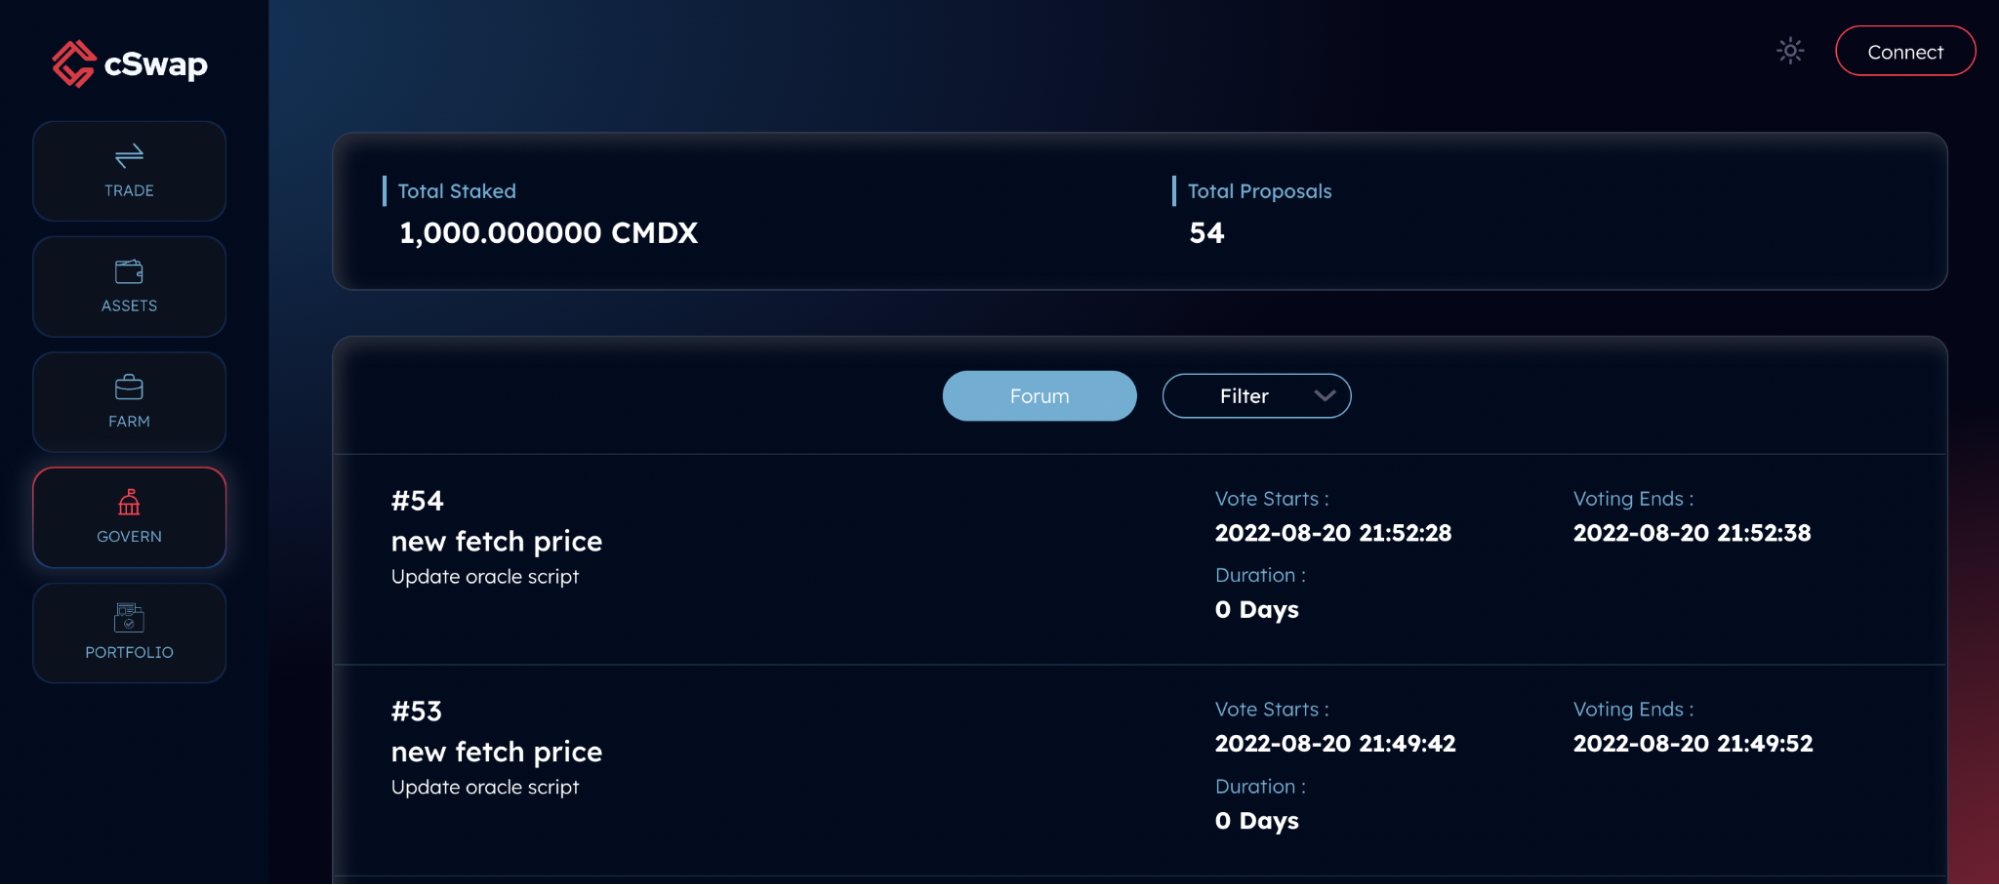 cSwap
Connect
TRADE
ASSETS
FARM
GOVERN
PORTFOLIO
Total Staked
1,000.000000 CMDX
Total Proposals
54
Forum
Filter
#54
new fetch price
Update oracle script
Vote Starts :
2022-08-20 21:52:28
Voting Ends :
2022-08-20 21:52:38
Duration :
0 Days
#53
new fetch price
Update oracle script
Vote Starts :
2022-08-20 21:49:42
Voting Ends :
2022-08-20 21:49:52
Duration :
0 Days